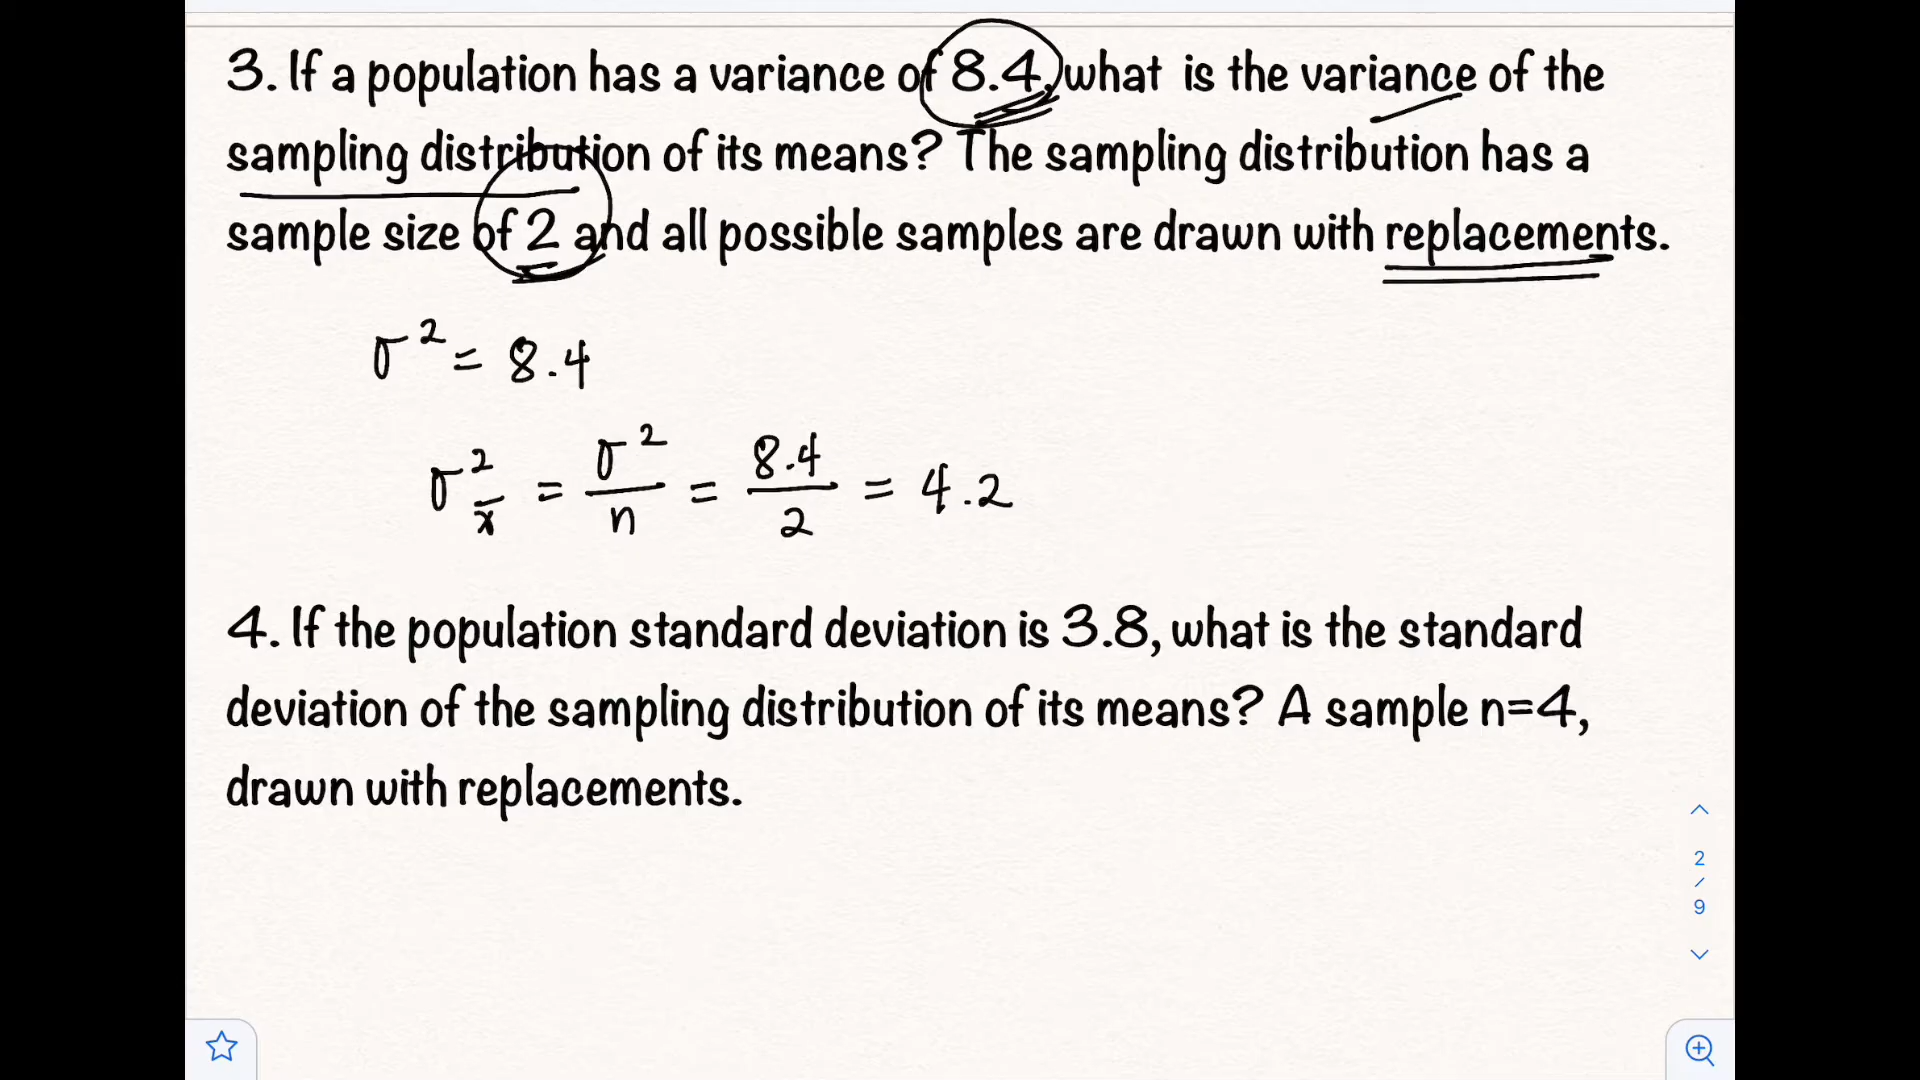 3. If a population has a variance of 8.4, what is the variance of the
sampling distribution of its means? The sampling distribution has a
sample size of 2 and all possible samples are drawn with replacements.
σ² = 8.4
σ²x̄ = σ²/n = 8.4/2 = 4.2
4. If the population standard deviation is 3.8, what is the standard
deviation of the sampling distribution of its means? A sample n=4,
drawn with replacements.
2
/
9